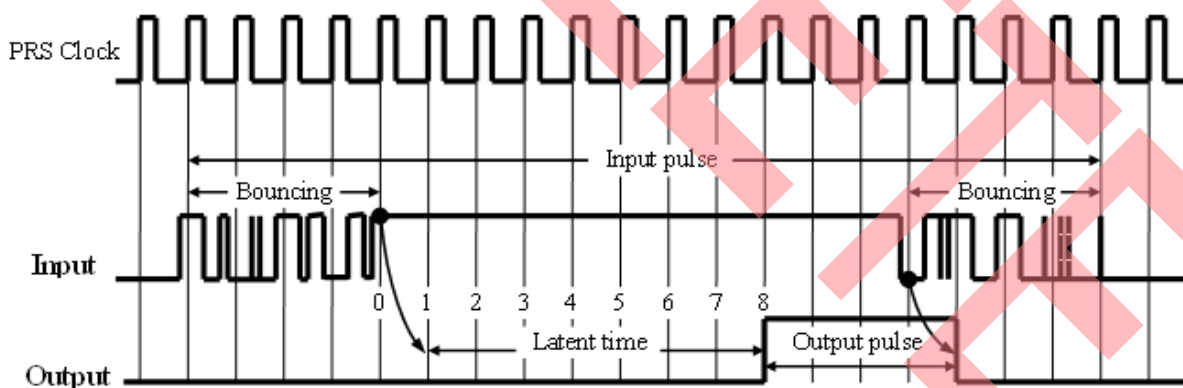 PRS Clock
Input pulse
Bouncing
Bouncing
Input
0 1 2 3 4 5 6 7 8
Latent time
Output pulse
Output